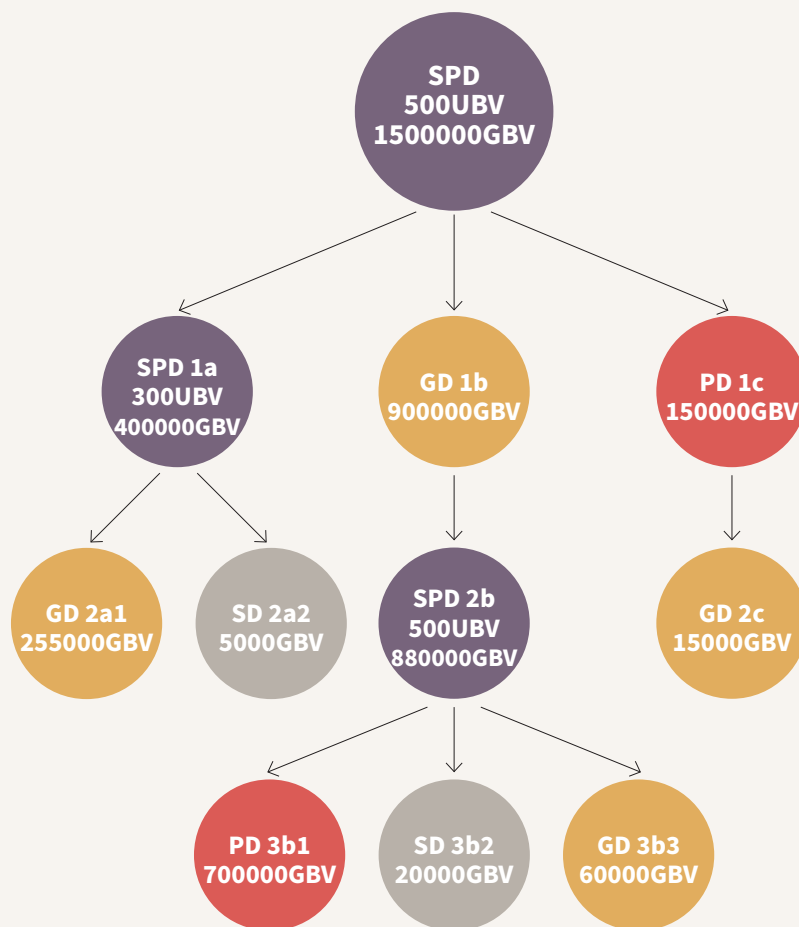 SPD
500UBV
1500000GBV
SPD 1a
300UBV
400000GBV
GD 1b
900000GBV
PD 1c
150000GBV
GD 2a1
255000GBV
SD 2a2
5000GBV
SPD 2b
500UBV
880000GBV
GD 2c
15000GBV
PD 3b1
700000GBV
SD 3b2
20000GBV
GD 3b3
60000GBV